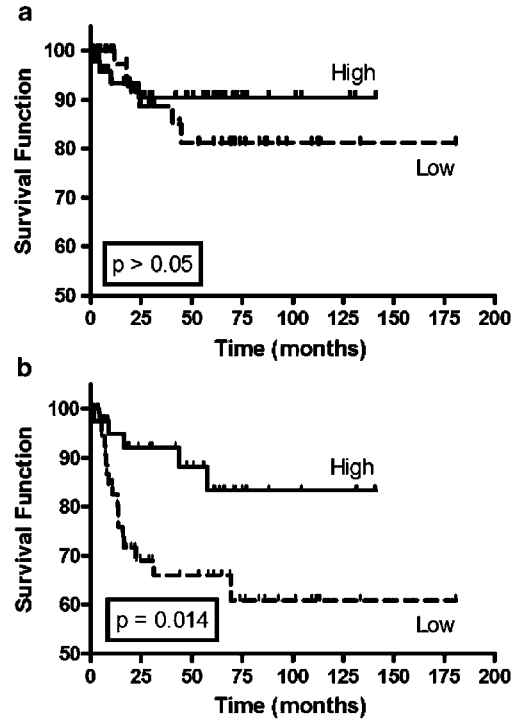 a
100
90
80
70
60
50
Survival Function
High
Low
p > 0.05
0 25 50 75 100 125 150 175 200
Time (months)
b
100
90
80
70
60
50
Survival Function
High
Low
p = 0.014
0 25 50 75 100 125 150 175 200
Time (months)